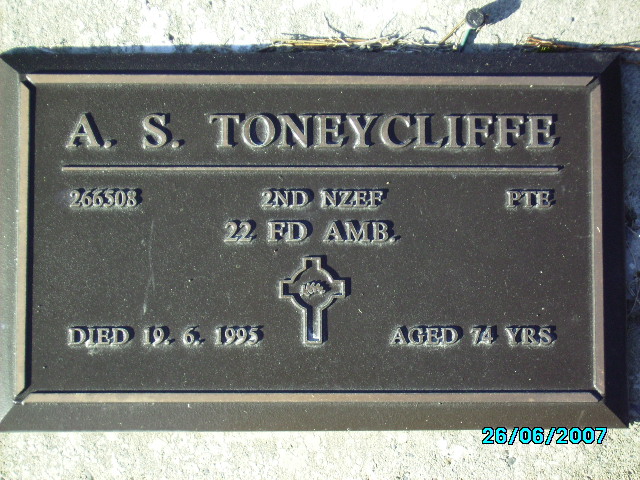 A. S. TONEYCLIFFE
266508 2ND NZEF PTE
22 FD AMB.
DIED 19. 6. 1995 AGED 74 YRS
26/06/2007